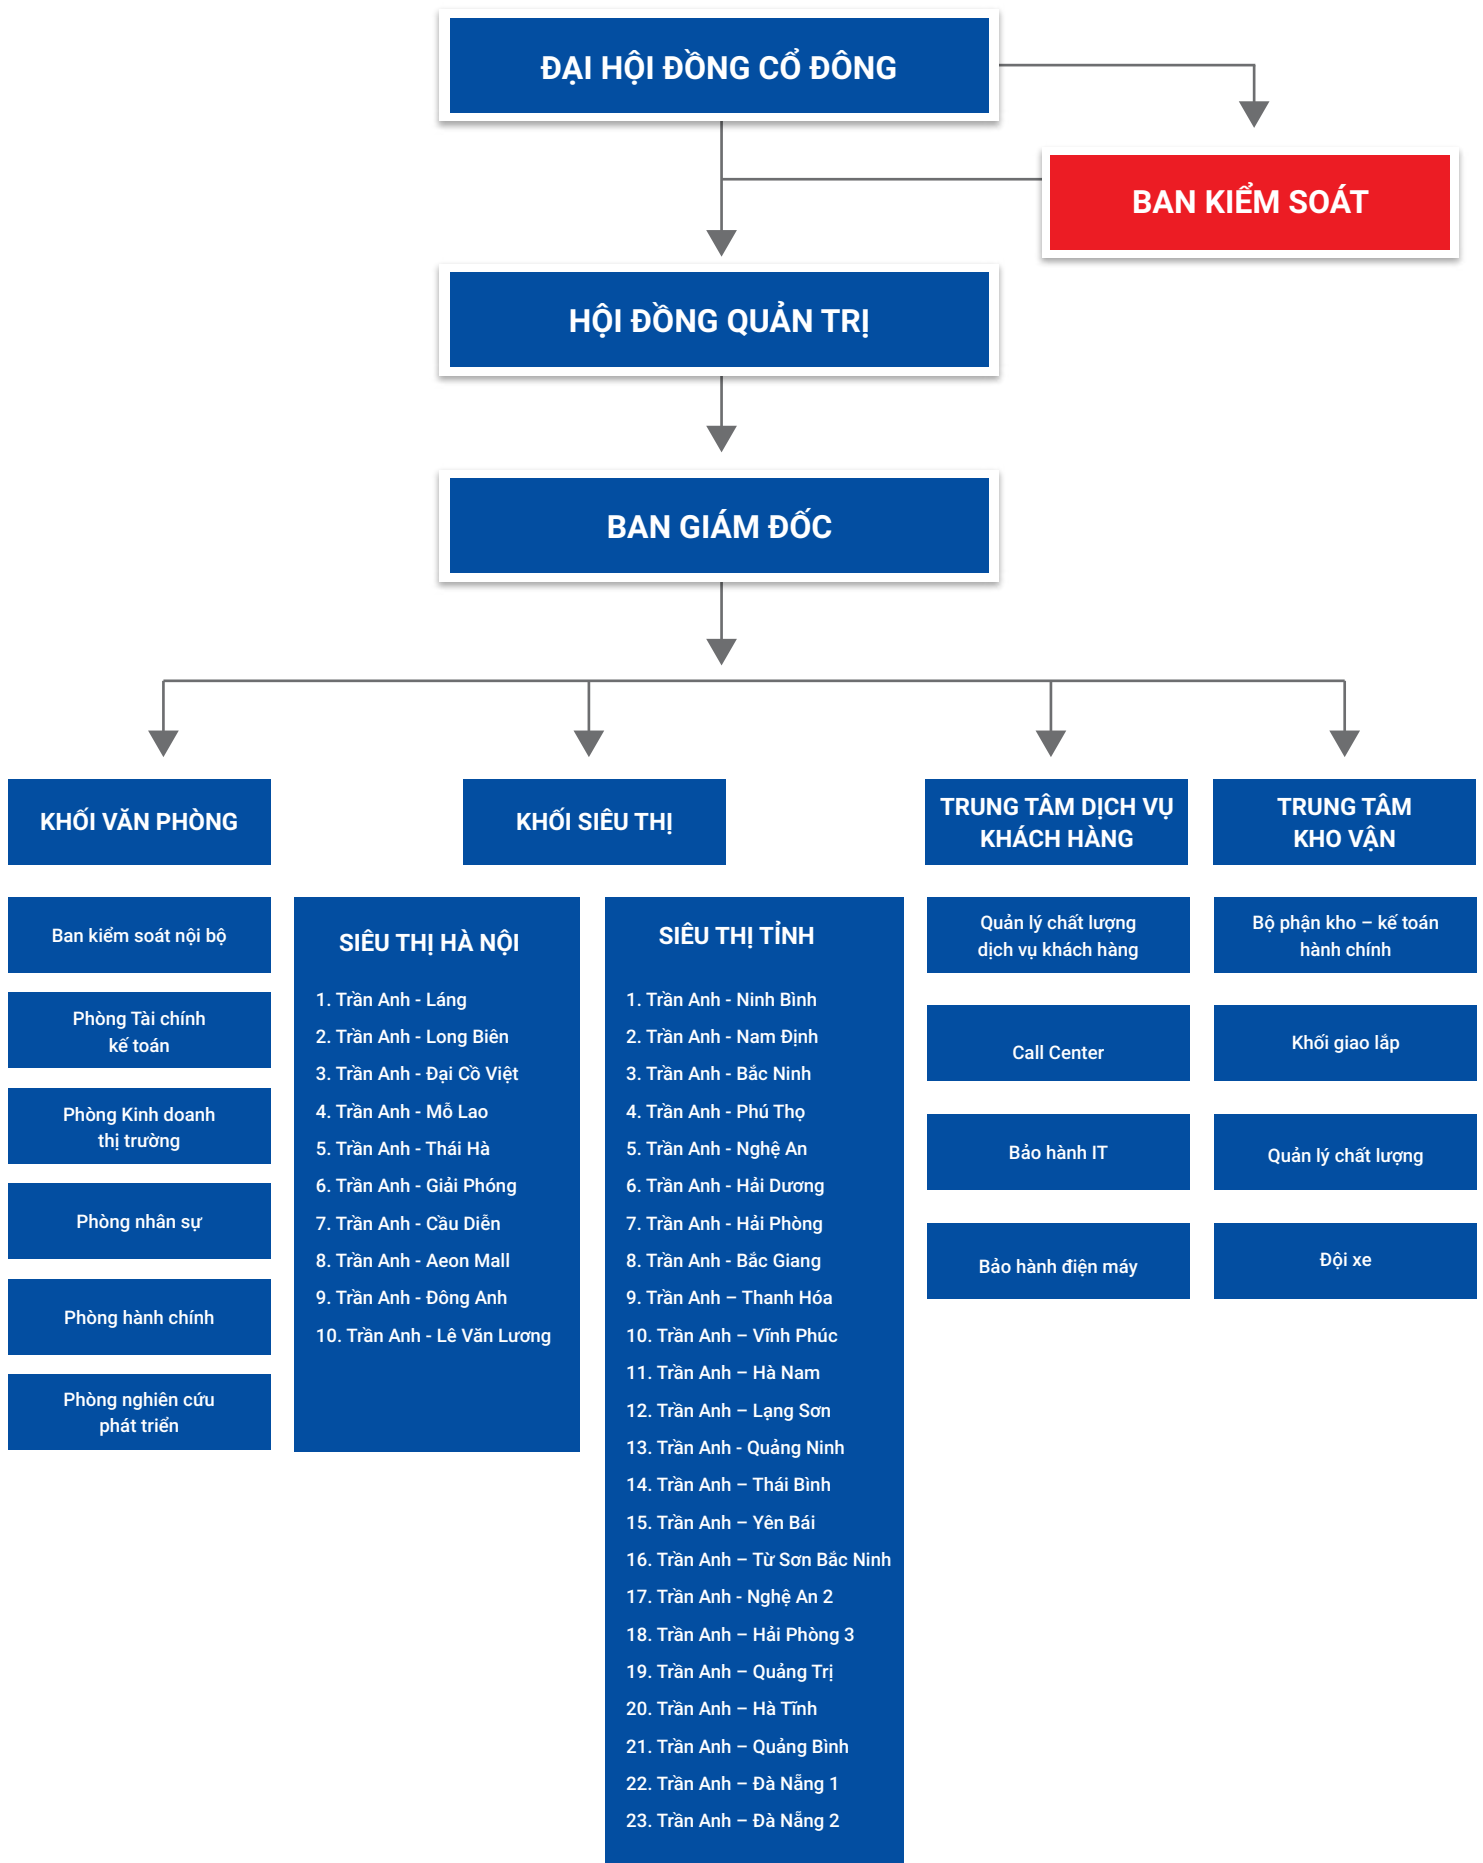 ĐẠI HỘI ĐỒNG CỔ ĐÔNG
BAN KIỂM SOÁT
HỘI ĐỒNG QUẢN TRỊ
BAN GIÁM ĐỐC
KHỐI VĂN PHÒNG
Ban kiểm soát nội bộ
Phòng Tài chính
kế toán
Phòng Kinh doanh
thị trường
Phòng nhân sự
Phòng hành chính
Phòng nghiên cứu
phát triển
KHỐI SIÊU THỊ
SIÊU THỊ HÀ NỘI
1. Trần Anh - Láng
2. Trần Anh - Long Biên
3. Trần Anh - Đại Cồ Việt
4. Trần Anh - Mỗ Lao
5. Trần Anh - Thái Hà
6. Trần Anh - Giải Phóng
7. Trần Anh - Cầu Diễn
8. Trần Anh - Aeon Mall
9. Trần Anh - Đông Anh
10. Trần Anh - Lê Văn Lương
SIÊU THỊ TỈNH
1. Trần Anh - Ninh Bình
2. Trần Anh - Nam Định
3. Trần Anh - Bắc Ninh
4. Trần Anh - Phú Thọ
5. Trần Anh - Nghệ An
6. Trần Anh - Hải Dương
7. Trần Anh - Hải Phòng
8. Trần Anh - Bắc Giang
9. Trần Anh – Thanh Hóa
10. Trần Anh – Vĩnh Phúc
11. Trần Anh – Hà Nam
12. Trần Anh – Lạng Sơn
13. Trần Anh - Quảng Ninh
14. Trần Anh – Thái Bình
15. Trần Anh – Yên Bái
16. Trần Anh – Từ Sơn Bắc Ninh
17. Trần Anh - Nghệ An 2
18. Trần Anh – Hải Phòng 3
19. Trần Anh – Quảng Trị
20. Trần Anh – Hà Tĩnh
21. Trần Anh – Quảng Bình
22. Trần Anh – Đà Nẵng 1
23. Trần Anh – Đà Nẵng 2
TRUNG TÂM DỊCH VỤ
KHÁCH HÀNG
Quản lý chất lượng
dịch vụ khách hàng
Call Center
Bảo hành IT
Bảo hành điện máy
TRUNG TÂM
KHO VẬN
Bộ phận kho – kế toán
hành chính
Khối giao lắp
Quản lý chất lượng
Đội xe